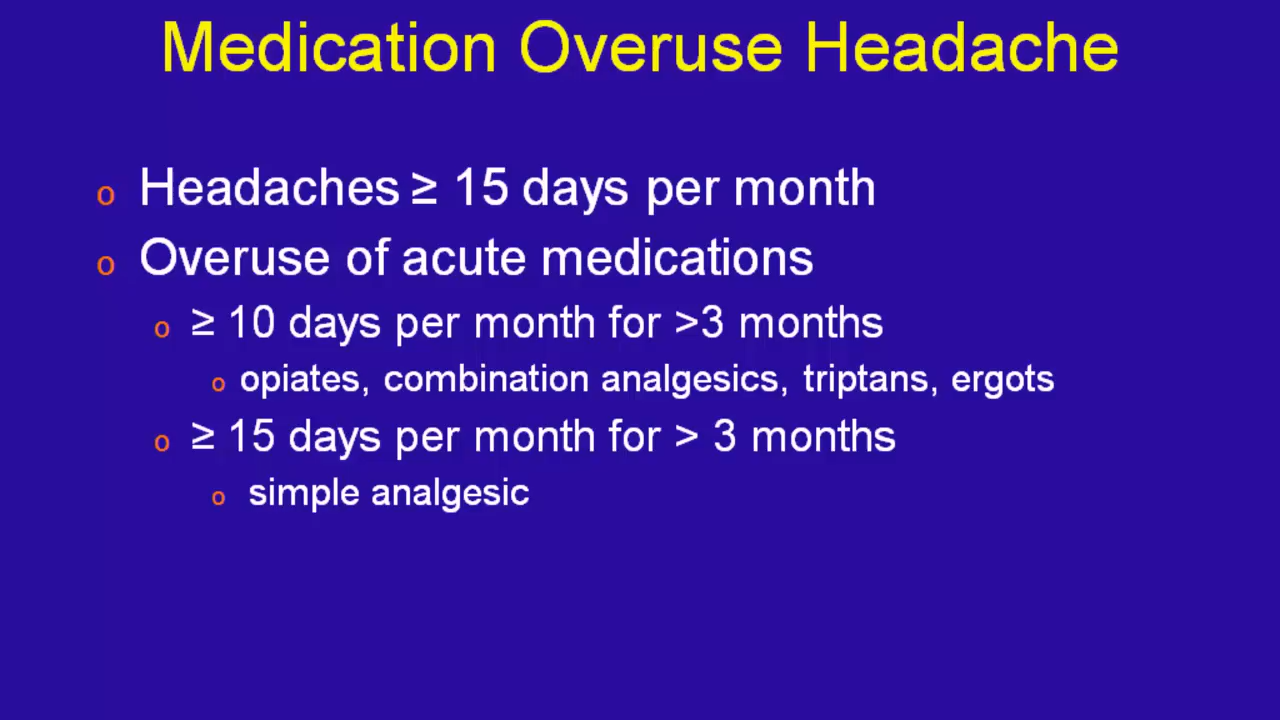 Medication Overuse Headache
o Headaches ≥ 15 days per month
o Overuse of acute medications
o ≥ 10 days per month for >3 months
o opiates, combination analgesics, triptans, ergots
o ≥ 15 days per month for > 3 months
o simple analgesic